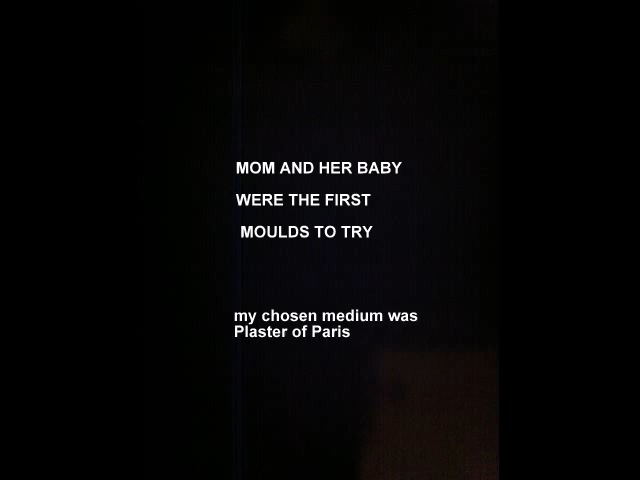 MOM AND HER BABY
WERE THE FIRST
MOULDS TO TRY
my chosen medium was
Plaster of Paris